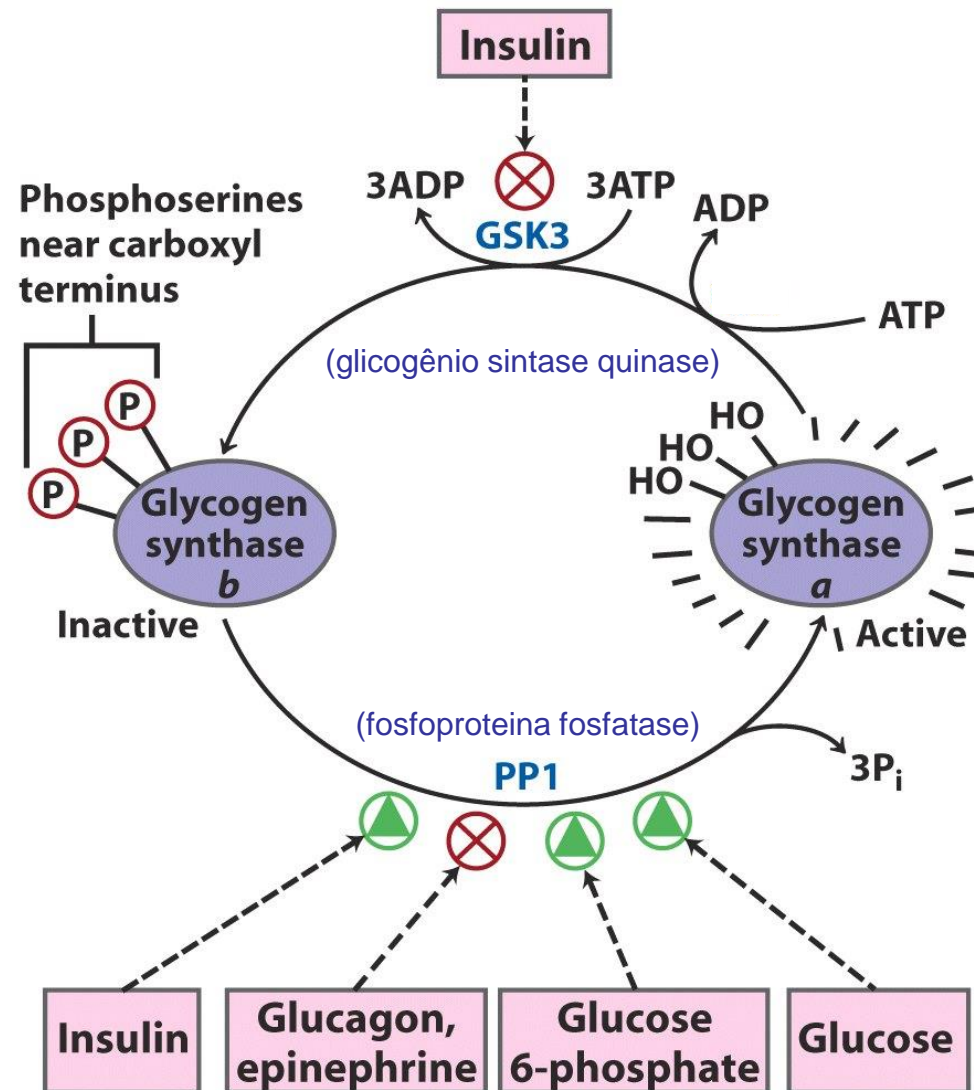 Insulin
3ADP
3ATP
GSK3
ADP
ATP
Phosphoserines
near carboxyl
terminus
(glicogênio sintase quinase)
P
P
P
HO
HO
HO
Glycogen
synthase
b
Inactive
Glycogen
synthase
a
Active
(fosfoproteina fosfatase)
PP1
3Pi
Insulin
Glucagon,
epinephrine
Glucose
6-phosphate
Glucose